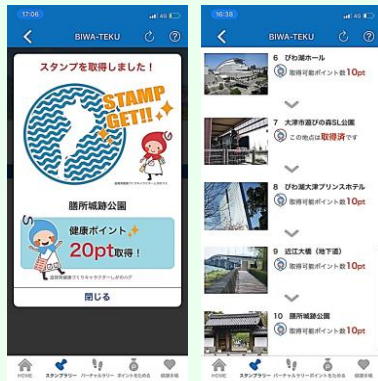 17:06
4G
BIWA-TEKU
スタンプを取得しました！
STAMP
GET!!
膳所城跡公園
健康ポイント
20pt取得！
閉じる
HOME
スタンプラリー
バーチャルラリー
ポイントをためる
健康手帳
16:38
4G
BIWA-TEKU
6 びわ湖ホール
取得可能ポイント数10pt
7 大津市遊びの森SL公園
この地点は取得済です
8 びわ湖大津プリンスホテル
取得可能ポイント数10pt
9 近江大橋（地下道）
取得可能ポイント数10pt
10 膳所城跡公園
取得可能ポイント数10pt
HOME
スタンプラリー
バーチャルラリー
ポイントをためる
健康手帳